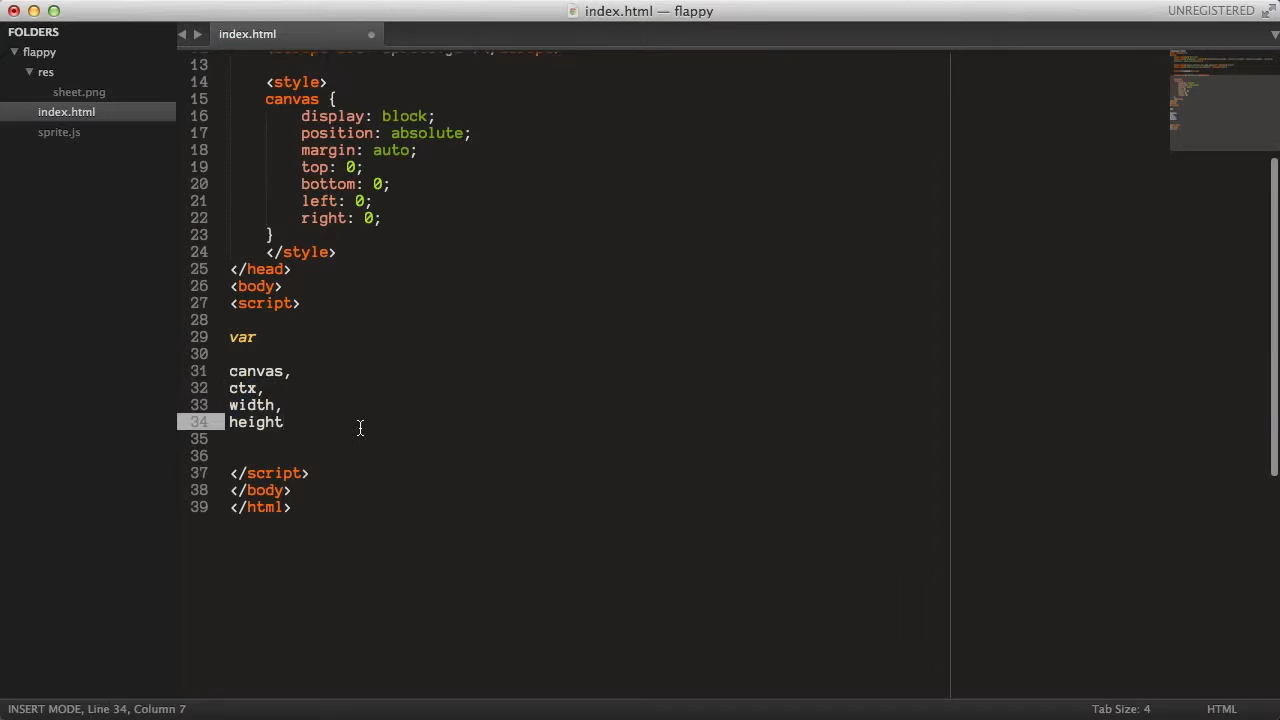 index.html — flappy
UNREGISTERED
FOLDERS
flappy
res
sheet.png
index.html
sprite.js
index.html
13
14 <style>
15 canvas {
16 display: block;
17 position: absolute;
18 margin: auto;
19 top: 0;
20 bottom: 0;
21 left: 0;
22 right: 0;
23 }
24 </style>
25 </head>
26 <body>
27 <script>
28
29 var
30
31 canvas,
32 ctx,
33 width,
34 height
35
36
37 </script>
38 </body>
39 </html>
INSERT MODE, Line 34, Column 7
Tab Size: 4
HTML